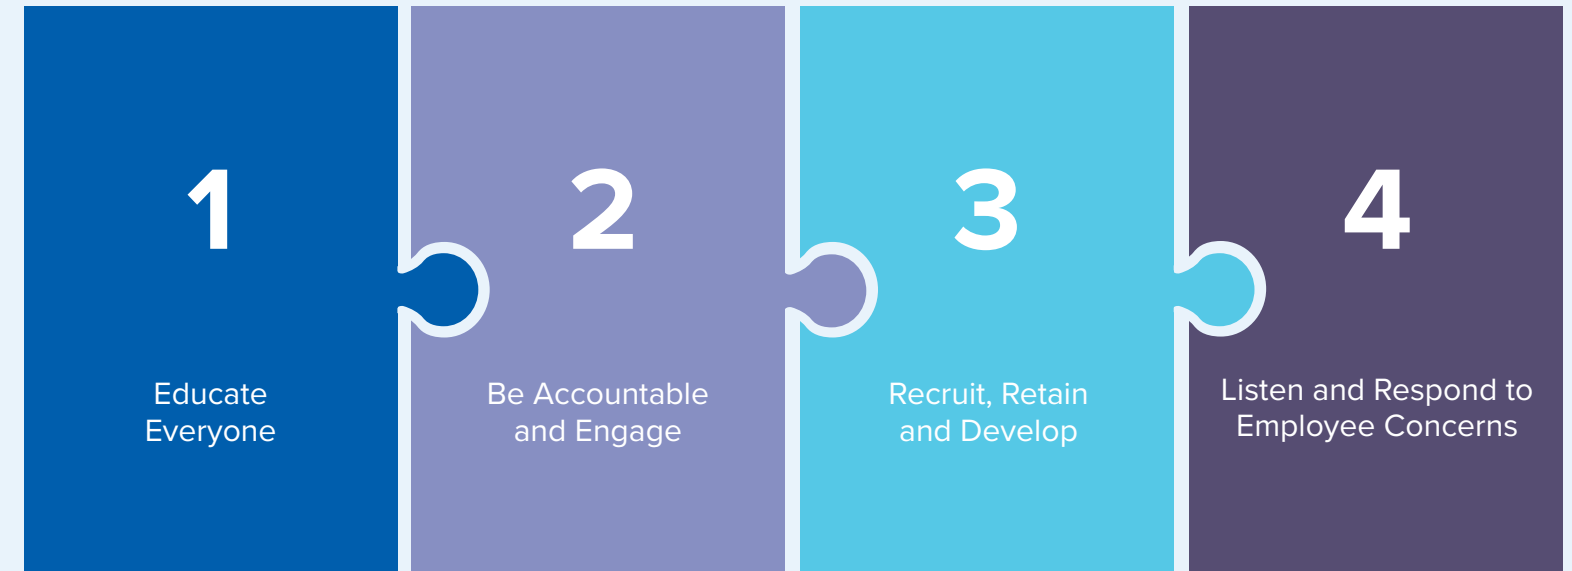 1
Educate
Everyone
2
Be Accountable
and Engage
3
Recruit, Retain
and Develop
4
Listen and Respond to
Employee Concerns